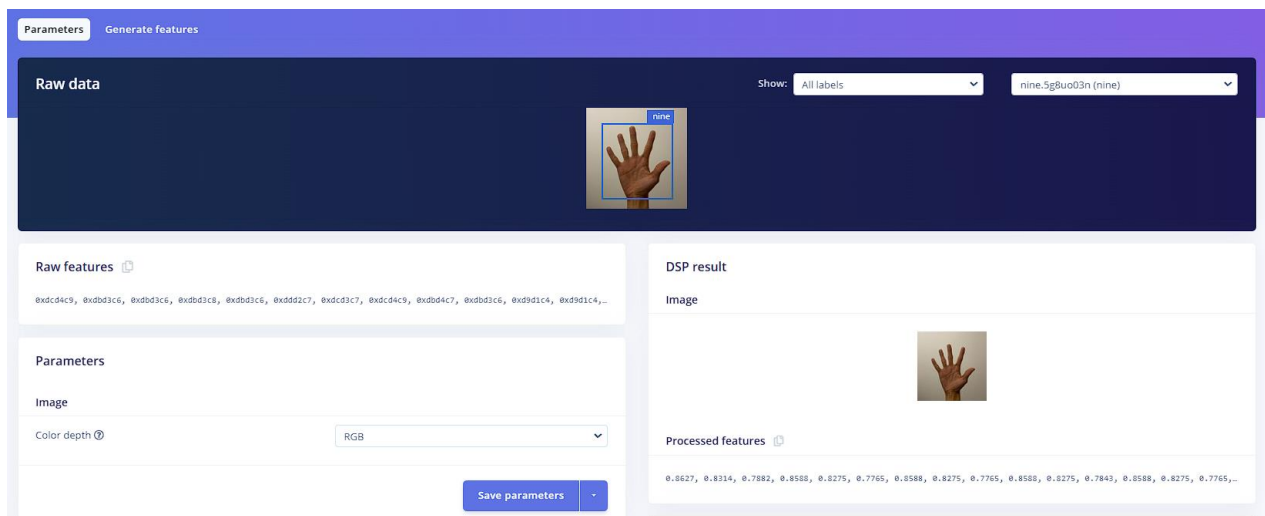 Parameters Generate features
Raw data
Show: All labels nine.5g8uo03n (nine)
nine
Raw features
0xdcd4c9, 0xdbd3c6, 0xdbd3c6, 0xdbd3c8, 0xdbd3c6, 0xddd2c7, 0xdcd3c7, 0xdcd4c9, 0xdbd4c7, 0xdbd3c6, 0xd9d1c4, 0xd9d1c4,…
Parameters
Image
Color depth RGB
Save parameters
DSP result
Image
Processed features
0.8627, 0.8314, 0.7882, 0.8588, 0.8275, 0.7765, 0.8588, 0.8275, 0.7765, 0.8588, 0.8275, 0.7843, 0.8588, 0.8275, 0.7765,…